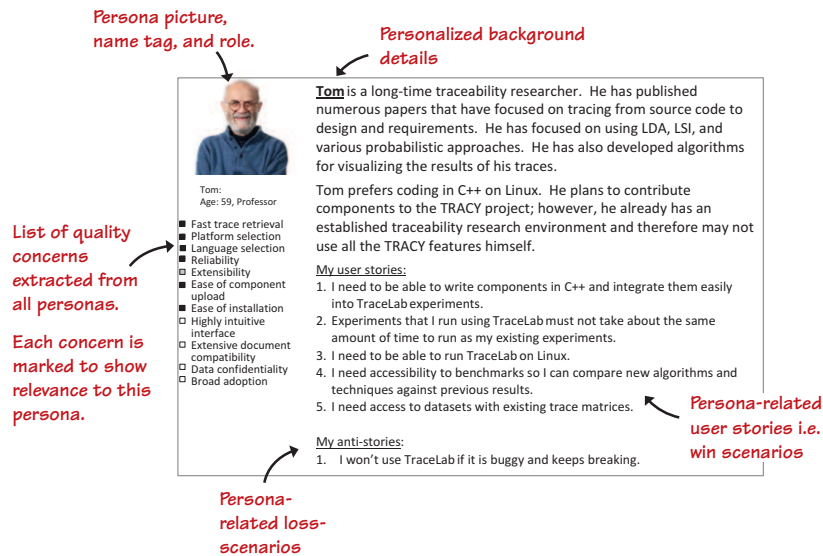 Persona picture,
name tag, and role.
Personalized background
details
Tom is a long-time traceability researcher. He has published
numerous papers that have focused on tracing from source code to
design and requirements. He has focused on using LDA, LSI, and
various probabilistic approaches. He has also developed algorithms
for visualizing the results of his traces.
Tom prefers coding in C++ on Linux. He plans to contribute
components to the TRACY project; however, he already has an
established traceability research environment and therefore may not
use all the TRACY features himself.
Tom:
Age: 59, Professor
Fast trace retrieval
Platform selection
Language selection
Reliability
Extensibility
Ease of component
upload
Ease of installation
Highly intuitive
interface
Extensive document
compatibility
Data confidentiality
Broad adoption
List of quality
concerns
extracted from
all personas.
Each concern is
marked to show
relevance to this
persona.
My user stories:
1. I need to be able to write components in C++ and integrate them easily
into TraceLab experiments.
2. Experiments that I run using TraceLab must not take about the same
amount of time to run as my existing experiments.
3. I need to be able to run TraceLab on Linux.
4. I need accessibility to benchmarks so I can compare new algorithms and
techniques against previous results.
5. I need access to datasets with existing trace matrices.
Persona-related
user stories i.e.
win scenarios
My anti-stories:
1. I won't use TraceLab if it is buggy and keeps breaking.
Persona-
related loss-
scenarios